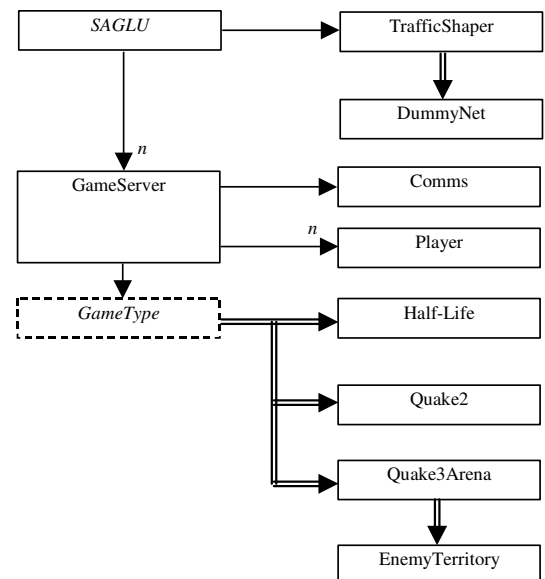 SAGLU
TrafficShaper
DummyNet
n
GameServer
Comms
n
Player
GameType
Half-Life
Quake2
Quake3Arena
EnemyTerritory